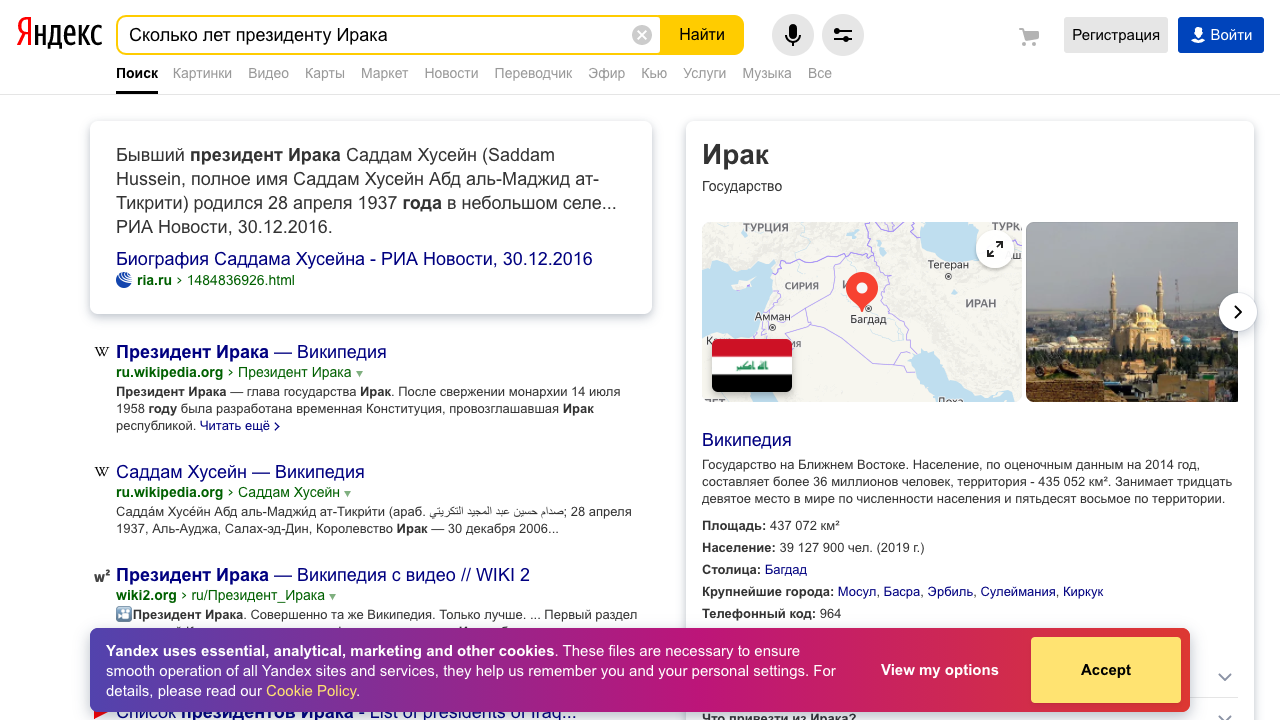 Яндекс
Сколько лет президенту Ирака
Найти
Регистрация
Войти
Поиск Картинки Видео Карты Маркет Новости Переводчик Эфир Кью Услуги Музыка Все
Бывший президент Ирака Саддам Хусейн (Saddam
Hussein, полное имя Саддам Хусейн Абд аль-Маджид ат-
Тикрити) родился 28 апреля 1937 года в небольшом селе...
РИА Новости, 30.12.2016.
Биография Саддама Хусейна - РИА Новости, 30.12.2016
ria.ru › 1484836926.html
Президент Ирака — Википедия
ru.wikipedia.org › Президент Ирака
Президент Ирака — глава государства Ирак. После свержении монархии 14 июля
1958 году была разработана временная Конституция, провозглашавшая Ирак
республикой. Читать ещё ›
Саддам Хусейн — Википедия
ru.wikipedia.org › Саддам Хусейн
Садда́м Хусе́йн Абд аль-Маджи́д ат-Тикри́ти (араб. صدام حسين عبد المجيد التكريتي; 28 апреля
1937, Аль-Ауджа, Салах-эд-Дин, Королевство Ирак — 30 декабря 2006...
Президент Ирака — Википедия с видео // WIKI 2
wiki2.org › ru/Президент_Ирака
Президент Ирака. Совершенно та же Википедия. Только лучше. ... Первый раздел
Список президентов Ирака - List of presidents of Iraq...
Ирак
Государство
ТУРЦИЯ
Тегеран
СИРИЯ
ИРАН
Амман
Багдад
Доха
Википедия
Государство на Ближнем Востоке. Население, по оценочным данным на 2014 год,
составляет более 36 миллионов человек, территория - 435 052 км². Занимает тридцать
девятое место в мире по численности населения и пятьдесят восьмое по территории.
Площадь: 437 072 км²
Население: 39 127 900 чел. (2019 г.)
Столица: Багдад
Крупнейшие города: Мосул, Басра, Эрбиль, Сулеймания, Киркук
Телефонный код: 964
Что привезти из Ирака?
Yandex uses essential, analytical, marketing and other cookies. These files are necessary to ensure
smooth operation of all Yandex sites and services, they help us remember you and your personal settings. For
details, please read our Cookie Policy.
View my options
Accept